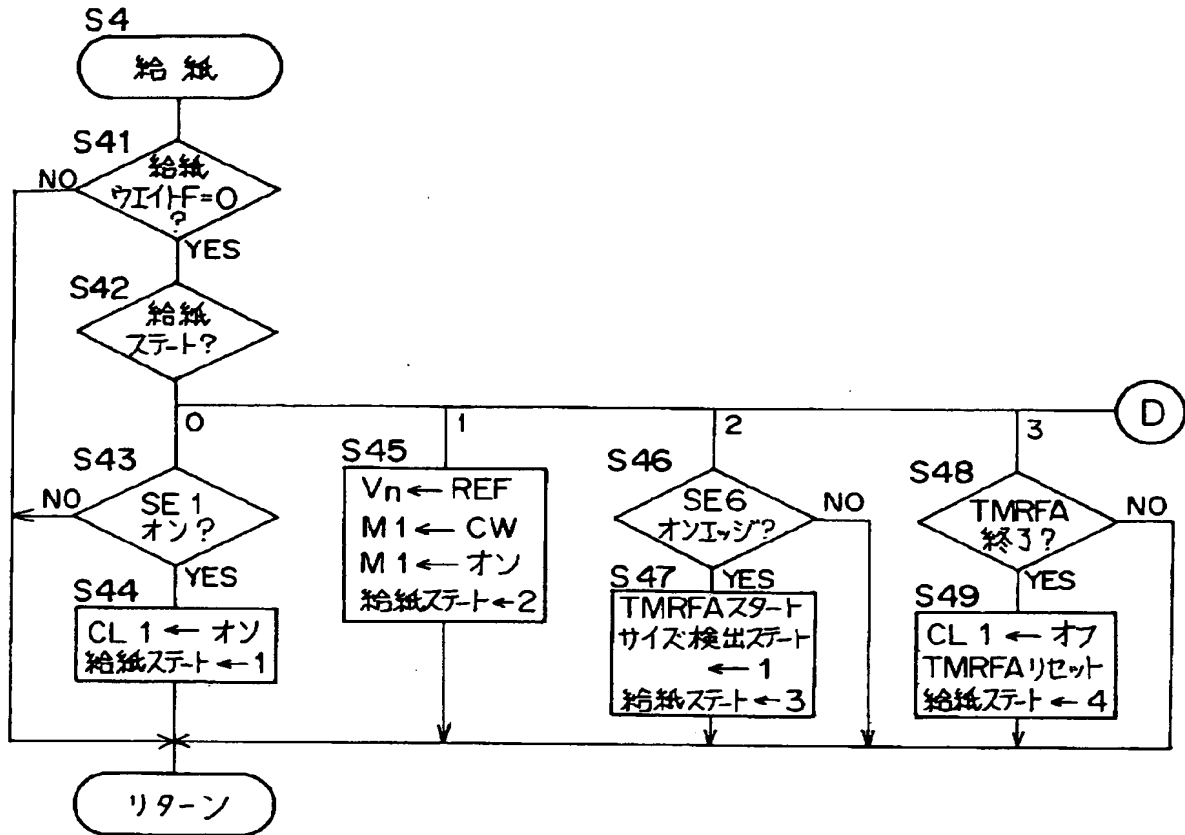 S4
給紙
S41
給紙
ウエイトF=0
?
NO
YES
S42
給紙
ステート?
0
1
2
3
D
S43
SE1
オン?
NO
YES
S44
CL1←オン
給紙ステート←1
S45
Vn←REF
M1←CW
M1←オン
給紙ステート←2
S46
SE6
オンエッジ?
NO
YES
S47
TMRFAスタート
サイズ検出ステート
←1
給紙ステート←3
S48
TMRFA
終了?
NO
YES
S49
CL1←オフ
TMRFAリセット
給紙ステート←4
リターン